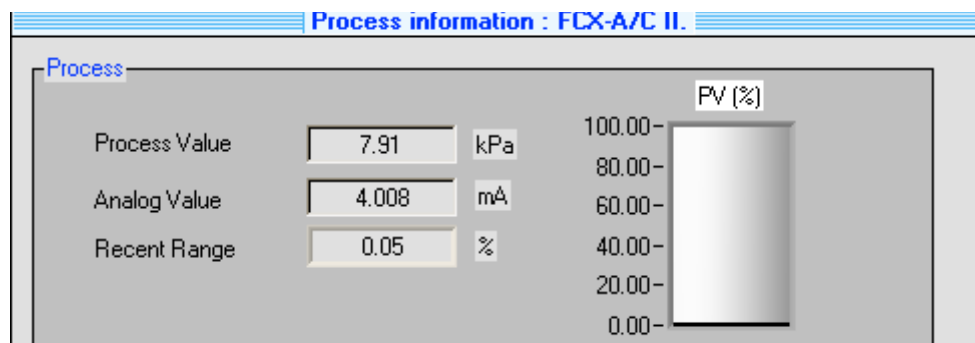 Process information : FCX-A/C II.
Process
PV (%)
Process Value 7.91 kPa
Analog Value 4.008 mA
Recent Range 0.05 %
100.00
80.00
60.00
40.00
20.00
0.00